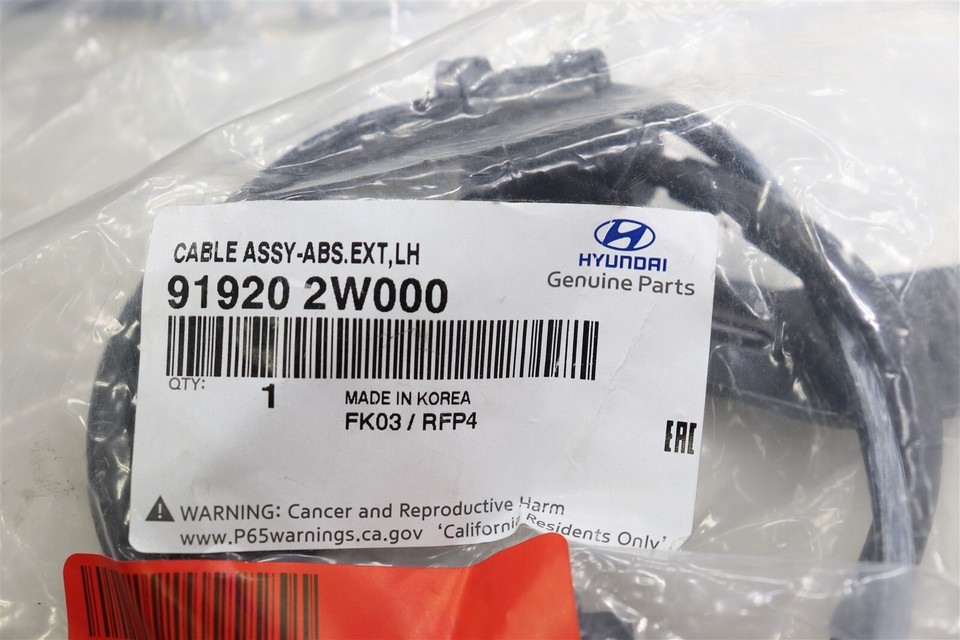 CABLE ASSY-ABS.EXT,LH
HYUNDAI
Genuine Parts
91920 2W000
QTY: 1
MADE IN KOREA
FK03 / RFP4
EAC
WARNING: Cancer and Reproductive Harm
www.P65warnings.ca.gov 'California Residents Only'